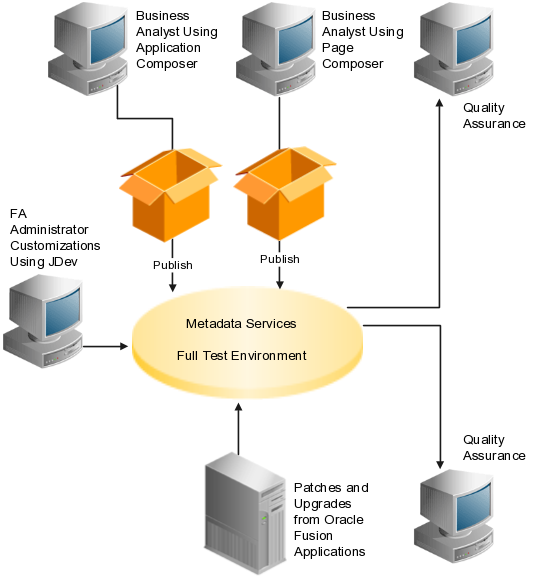 Business
Analyst Using
Application
Composer
Business
Analyst Using
Page
Composer
Quality
Assurance
FA
Administrator
Customizations
Using JDev
Publish
Publish
Metadata Services
Full Test Environment
Quality
Assurance
Patches and
Upgrades
from Oracle
Fusion
Applications